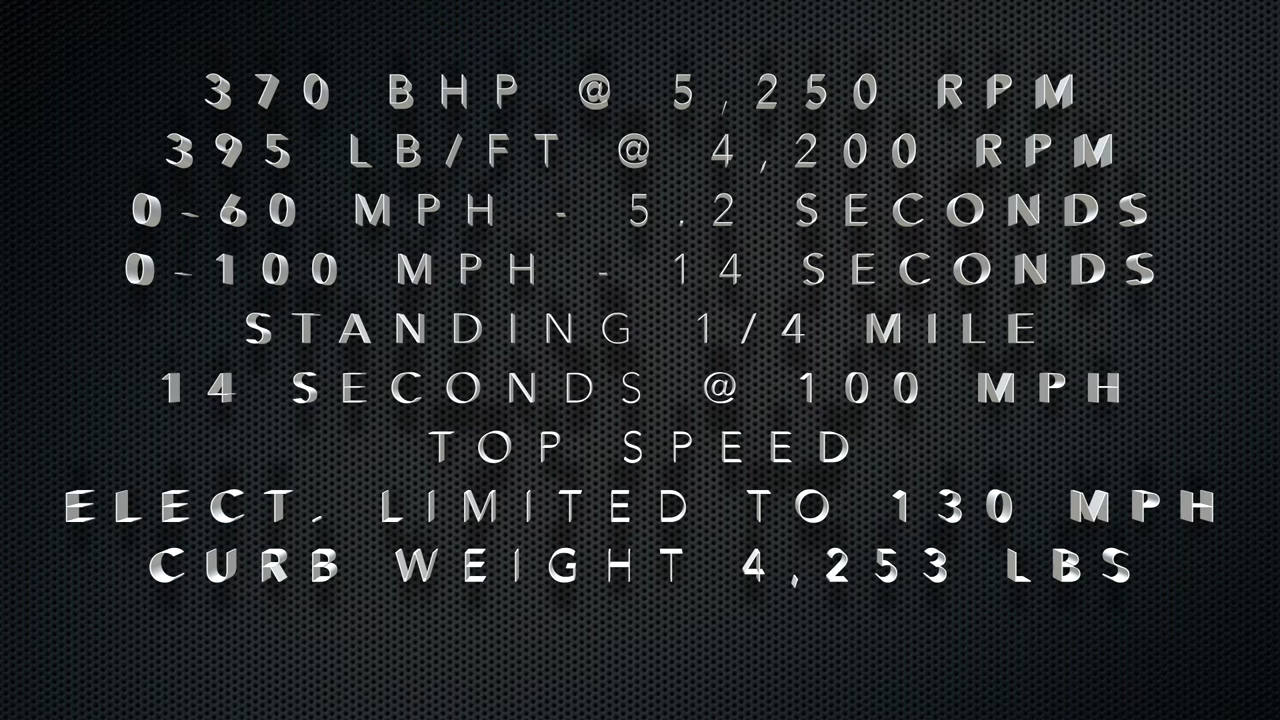 370 BHP @ 5,250 RPM
395 LB/FT @ 4,200 RPM
0-60 MPH - 5.2 SECONDS
0-100 MPH - 14 SECONDS
STANDING 1/4 MILE
14 SECONDS @ 100 MPH
TOP SPEED
ELECT. LIMITED TO 130 MPH
CURB WEIGHT 4,253 LBS